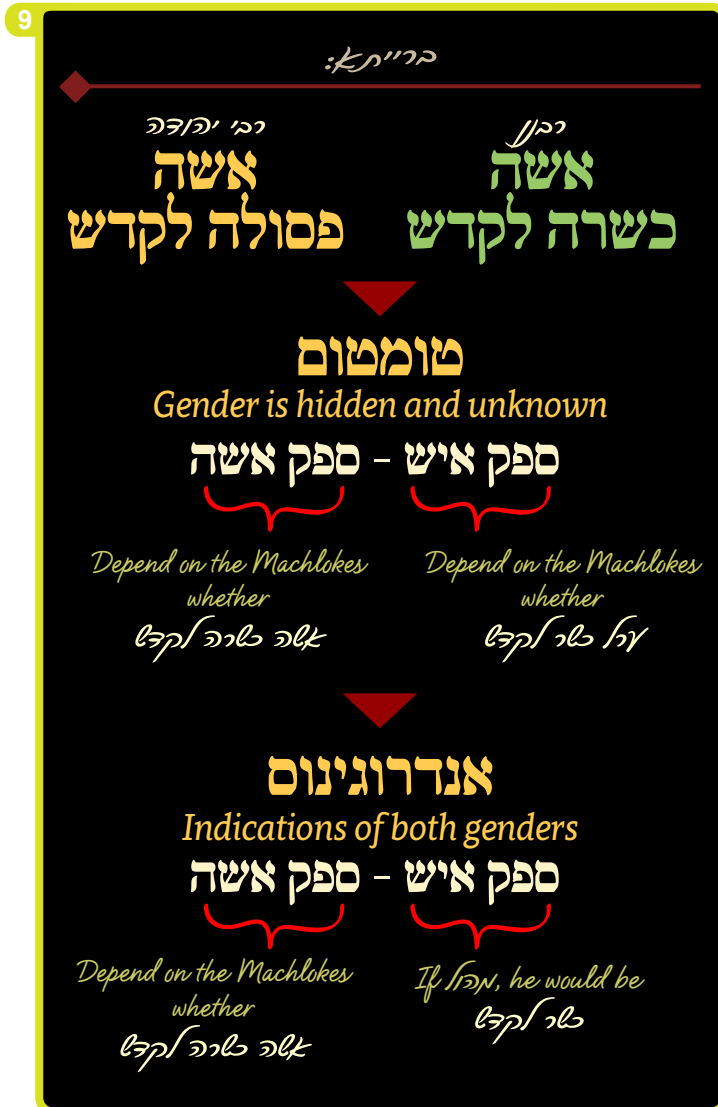 9
ברייתא:
רבנן
אשה
כשרה לקדש
רבי יהודה
אשה
פסולה לקדש
טומטום
Gender is hidden and unknown
ספק איש – ספק אשה
Depend on the Machlokes
whether
ערל כשר לקדש
Depend on the Machlokes
whether
אשה כשרה לקדש
אנדרוגינוס
Indications of both genders
ספק איש – ספק אשה
If מהול, he would be
כשר לקדש
Depend on the Machlokes
whether
אשה כשרה לקדש